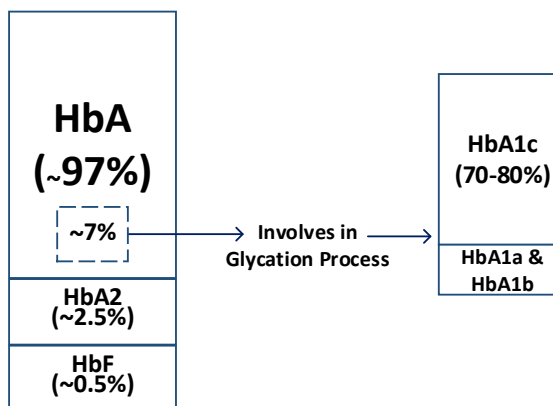 HbA
(~97%)
~7%
HbA2
(~2.5%)
HbF
(~0.5%)
Involves in
Glycation Process
HbA1c
(70-80%)
HbA1a &
HbA1b